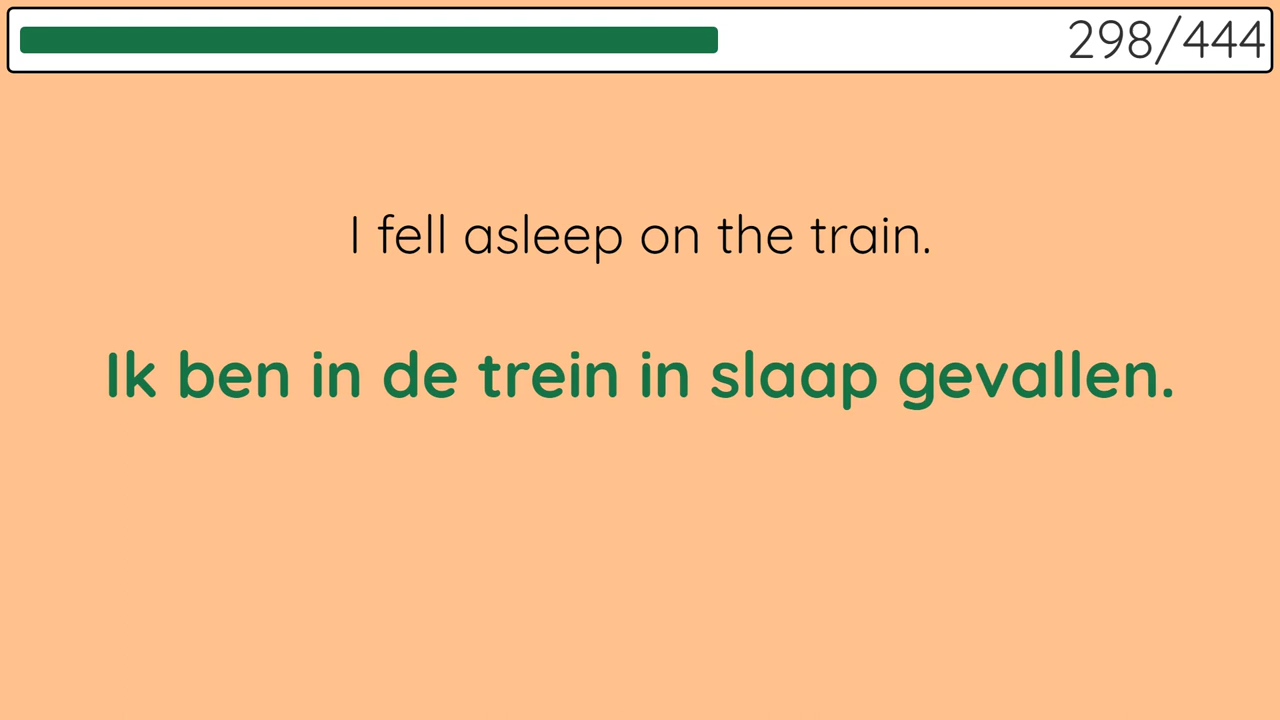 298/444
I fell asleep on the train.
Ik ben in de trein in slaap gevallen.